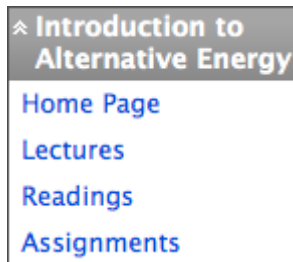 Introduction to
Alternative Energy
Home Page
Lectures
Readings
Assignments